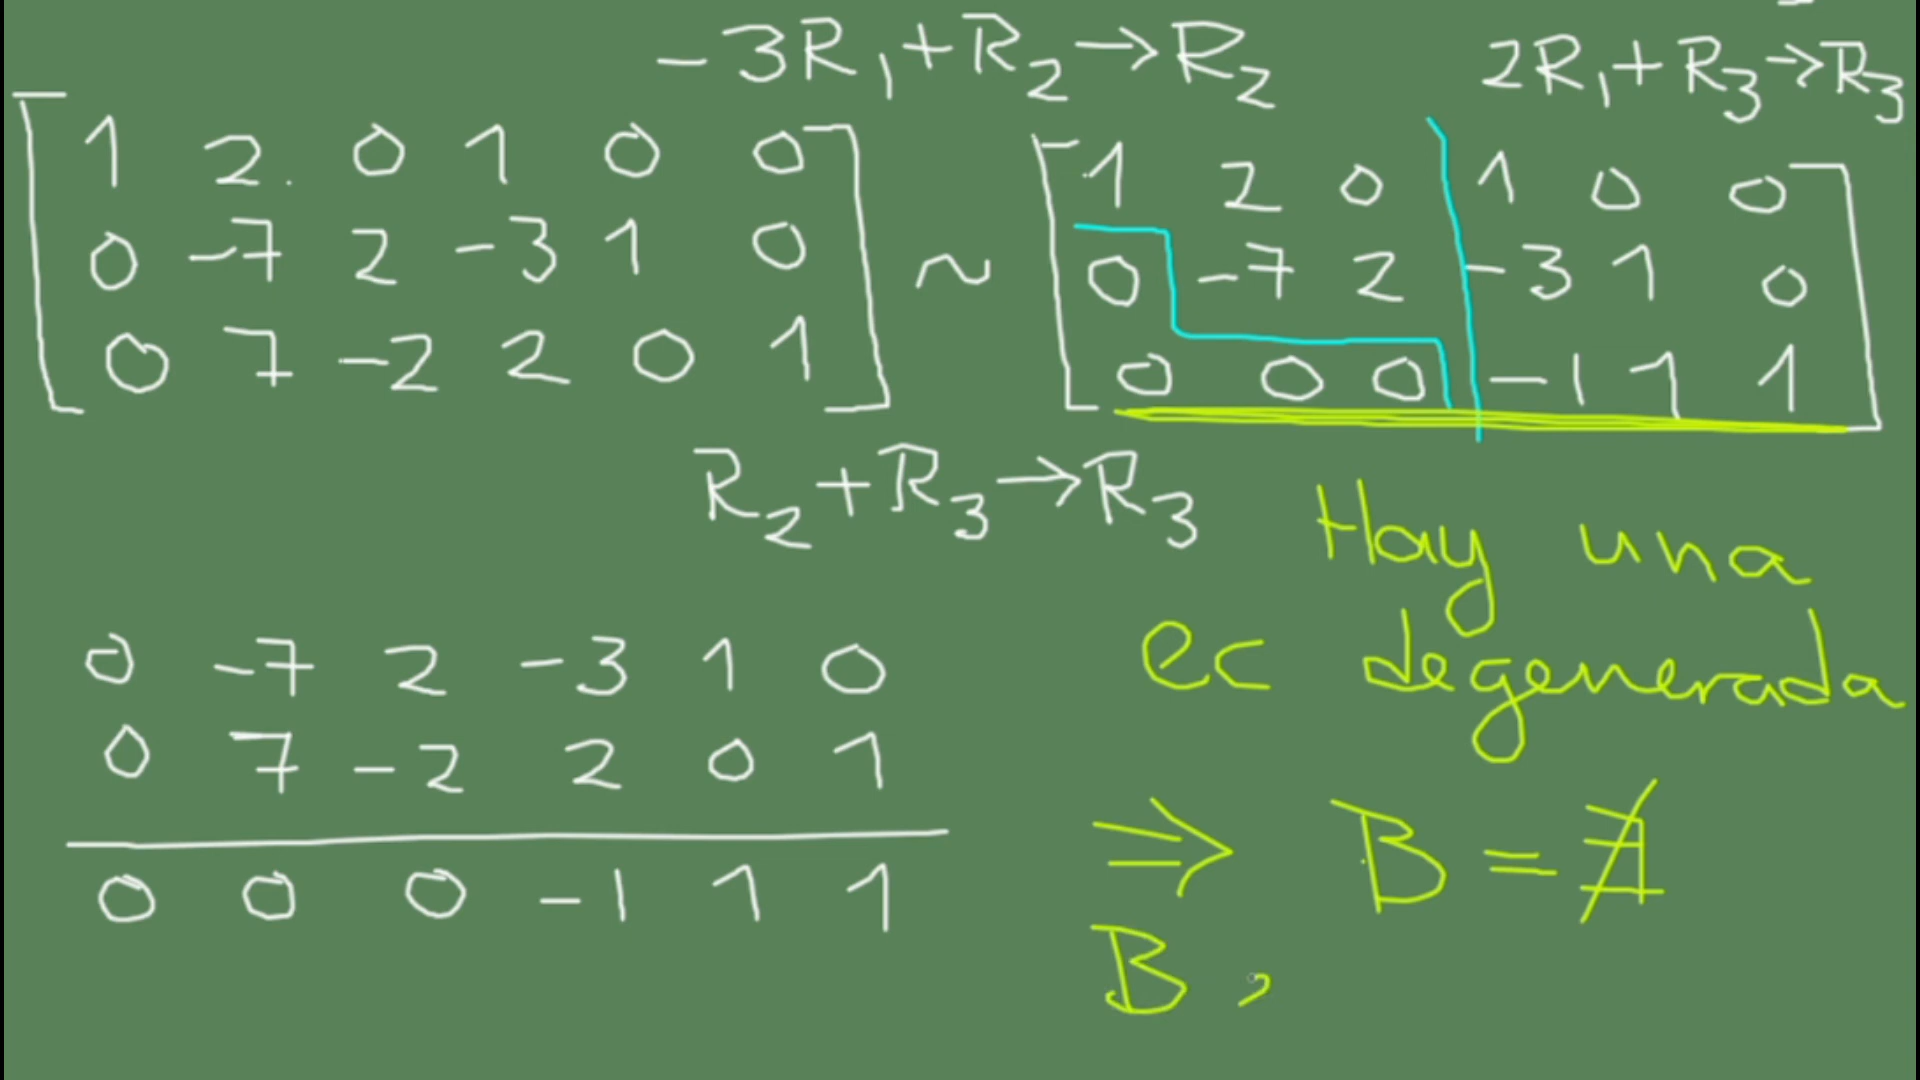 -3R₁+R₂→R₂ 2R₁+R₃→R₃
[1 2. 0 1 0 0
0 -7 2 -3 1 0
0 7 -2 2 0 1] ~ [1 2 0 1 0 0
0 -7 2 -3 1 0
0 0 0 -1 1 1]
R₂+R₃→R₃
0 -7 2 -3 1 0
0 7 -2 2 0 1
0 0 0 -1 1 1
Hay una
ec degenerada
⇒ B = ∄
B ,